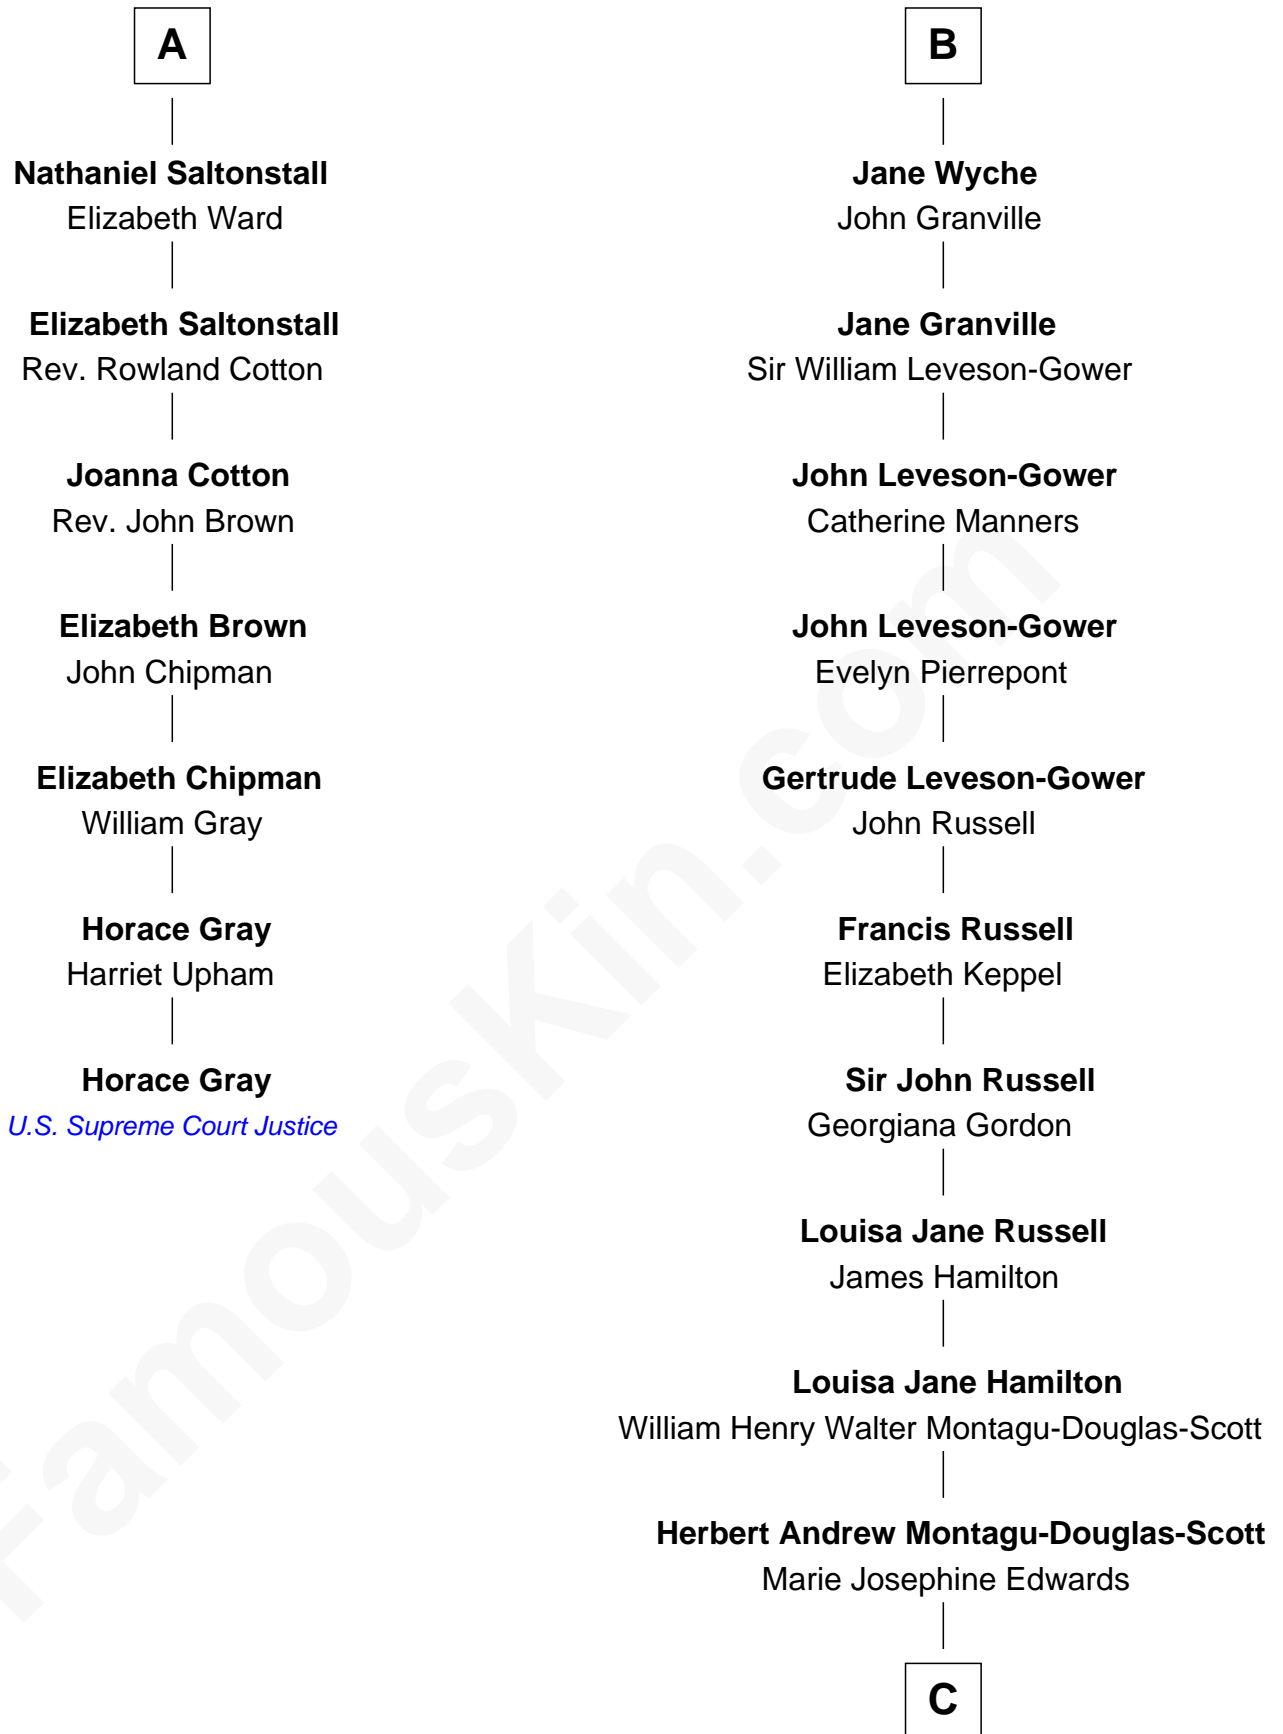 A
Nathaniel Saltonstall
Elizabeth Ward
Elizabeth Saltonstall
Rev. Rowland Cotton
Joanna Cotton
Rev. John Brown
Elizabeth Brown
John Chipman
Elizabeth Chipman
William Gray
Horace Gray
Harriet Upham
Horace Gray
U.S. Supreme Court Justice
B
Jane Wyche
John Granville
Jane Granville
Sir William Leveson-Gower
John Leveson-Gower
Catherine Manners
John Leveson-Gower
Evelyn Pierrepont
Gertrude Leveson-Gower
John Russell
Francis Russell
Elizabeth Keppel
Sir John Russell
Georgiana Gordon
Louisa Jane Russell
James Hamilton
Louisa Jane Hamilton
William Henry Walter Montagu-Douglas-Scott
Herbert Andrew Montagu-Douglas-Scott
Marie Josephine Edwards
C
FamousKin.com